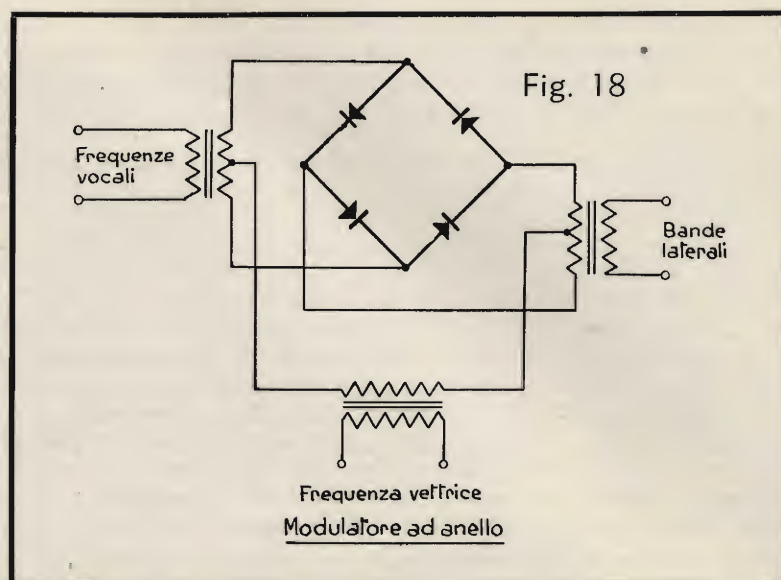 Fig. 18
Frequenze
vocali
Bande
laterali
Frequenza vettrice
Modulatore ad anello